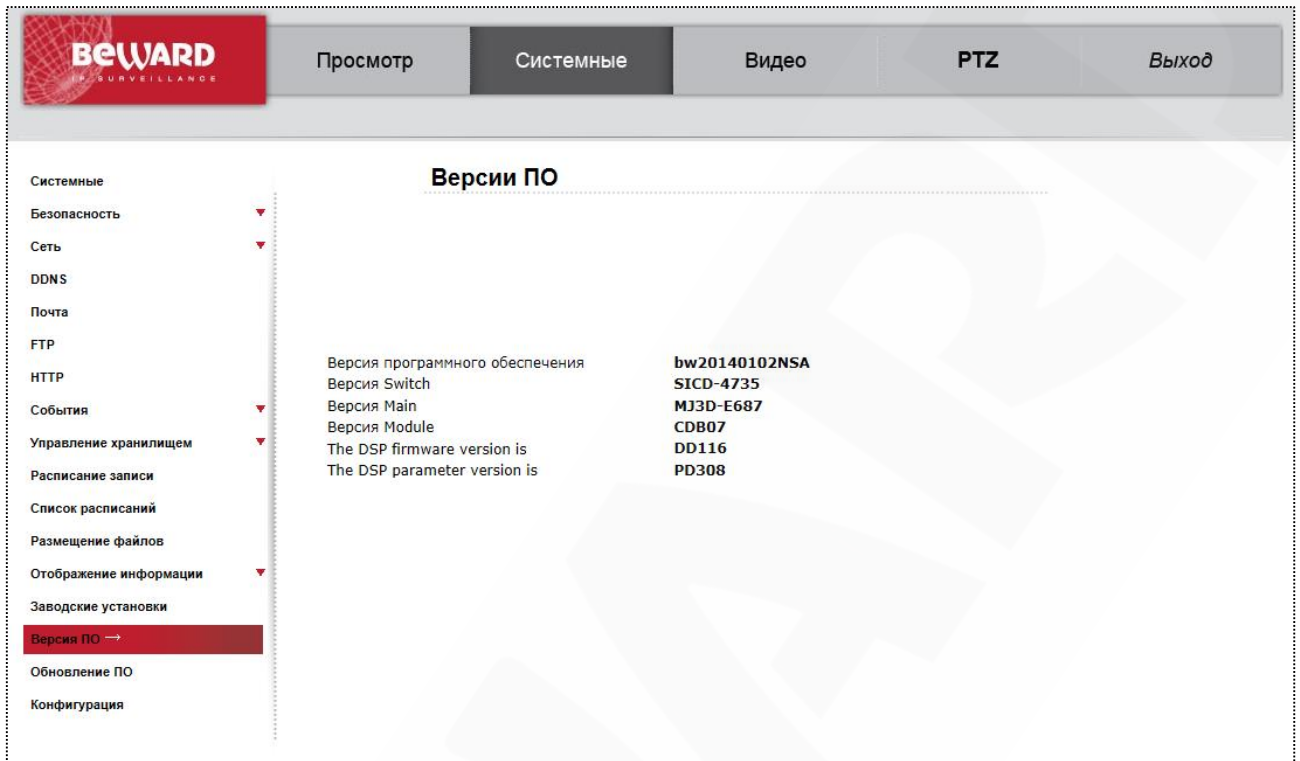 BEWARD
IP SURVEILLANCE
Просмотр
Системные
Видео
PTZ
Выход
Версии ПО
Системные
Безопасность
Сеть
DDNS
Почта
FTP
HTTP
События
Управление хранилищем
Расписание записи
Список расписаний
Размещение файлов
Отображение информации
Заводские установки
Версия ПО →
Обновление ПО
Конфигурация
Версия программного обеспечения bw20140102NSA
Версия Switch SICD-4735
Версия Main MJ3D-E687
Версия Module CDB07
The DSP firmware version is DD116
The DSP parameter version is PD308